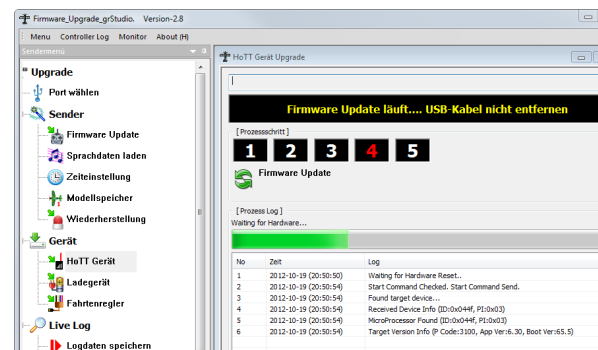 Firmware_Upgrade_grStudio. Version-2.8
Menu Controller Log Monitor About (H)
Sendermenü
Upgrade
Port wählen
Sender
Firmware Update
Sprachdaten laden
Zeiteinstellung
Modellspeicher
Wiederherstellung
Gerät
HoTT Gerät
Ladegerät
Fahrtenregler
Live Log
Logdaten speichern
HoTT Gerät Upgrade
Firmware Update läuft.... USB-Kabel nicht entfernen
[ Prozessschritt ]
1 2 3 4 5
Firmware Update
[ Prozess Log ]
Waiting for Hardware...
No Zeit Log
1 2012-10-19 (20:50:50) Waiting for Hardware Reset..
2 2012-10-19 (20:50:54) Start Command Checked. Start Command Send.
3 2012-10-19 (20:50:54) Found target device...
4 2012-10-19 (20:50:54) Received Device Info (ID:0x044f, PI:0x03)
5 2012-10-19 (20:50:54) MicroProcessor Found (ID:0x044f, PI:0x03)
6 2012-10-19 (20:50:54) Target Version Info (P Code:3100, App Ver:6.30, Boot Ver:65.5)